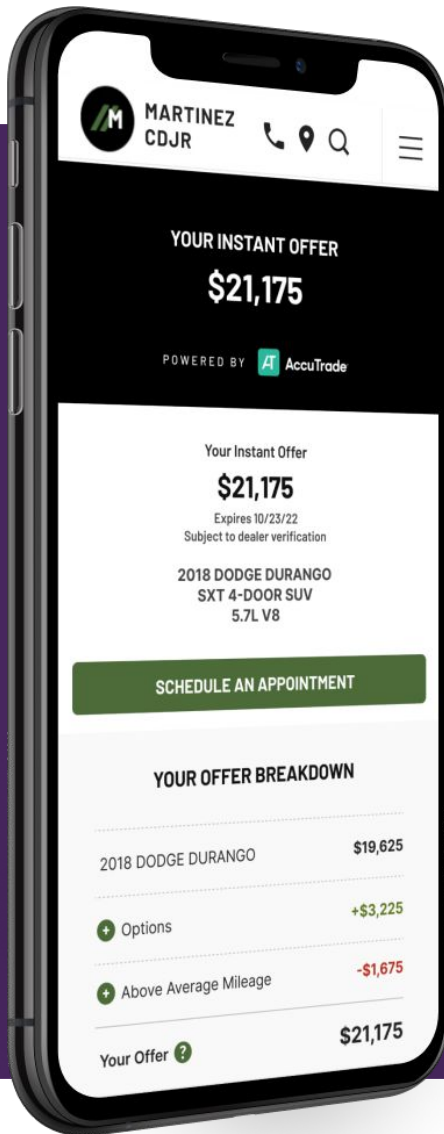 M
MARTINEZ
CDJR
YOUR INSTANT OFFER
$21,175
POWERED BY AT AccuTrade
Your Instant Offer
$21,175
Expires 10/23/22
Subject to dealer verification
2018 DODGE DURANGO
SXT 4-DOOR SUV
5.7L V8
SCHEDULE AN APPOINTMENT
YOUR OFFER BREAKDOWN
2018 DODGE DURANGO $19,625
+ Options +$3,225
+ Above Average Mileage -$1,675
Your Offer ? $21,175